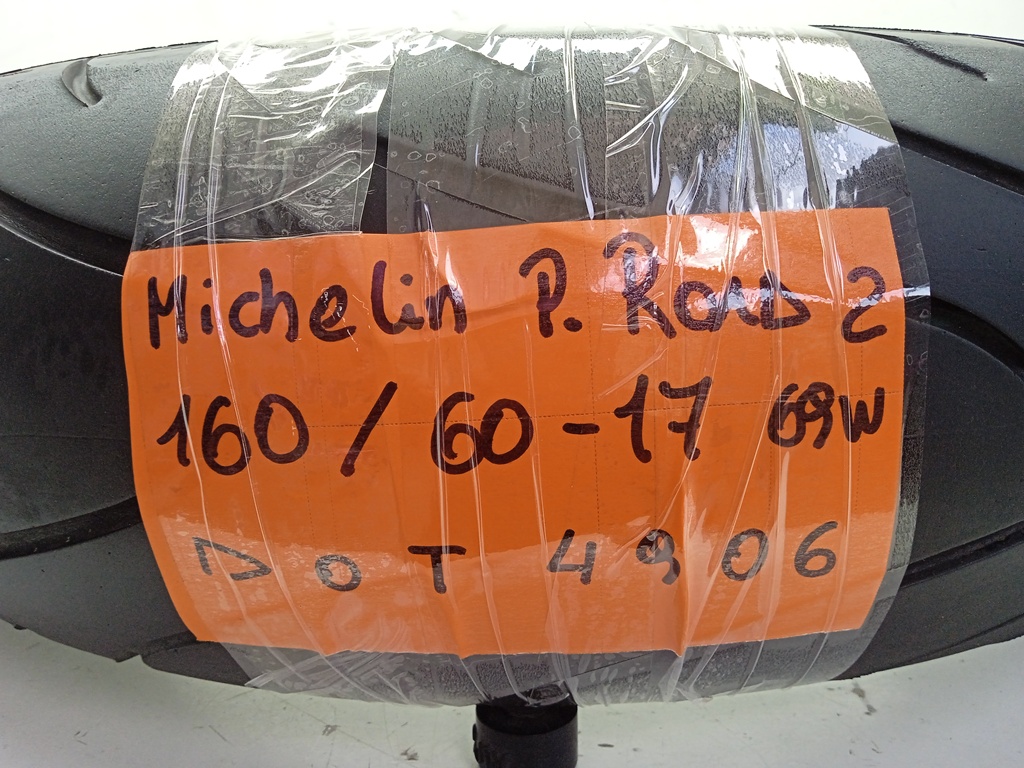 Michelin P. Road 2
160/60-17 69W
DOT 4906